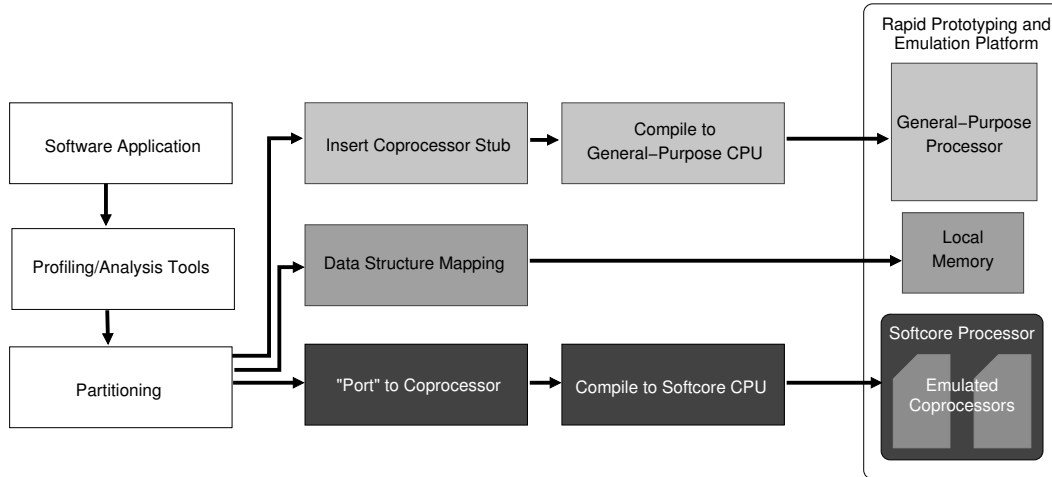 Rapid Prototyping and
Emulation Platform
Software Application
Insert Coprocessor Stub
Compile to
General−Purpose CPU
General−Purpose
Processor
Profiling/Analysis Tools
Data Structure Mapping
Local
Memory
Partitioning
"Port" to Coprocessor
Compile to Softcore CPU
Softcore Processor
Emulated
Coprocessors